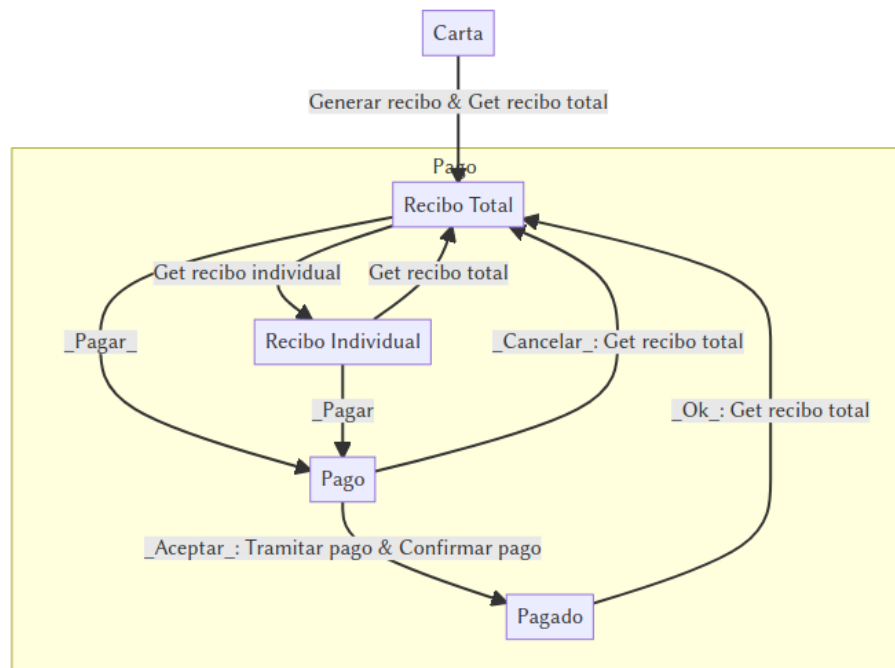 Carta
Generar recibo & Get recibo total
Pago
Recibo Total
Get recibo individual
Get recibo total
_Pagar_
Recibo Individual
_Cancelar_: Get recibo total
_Pagar
_Ok_: Get recibo total
Pago
_Aceptar_: Tramitar pago & Confirmar pago
Pagado